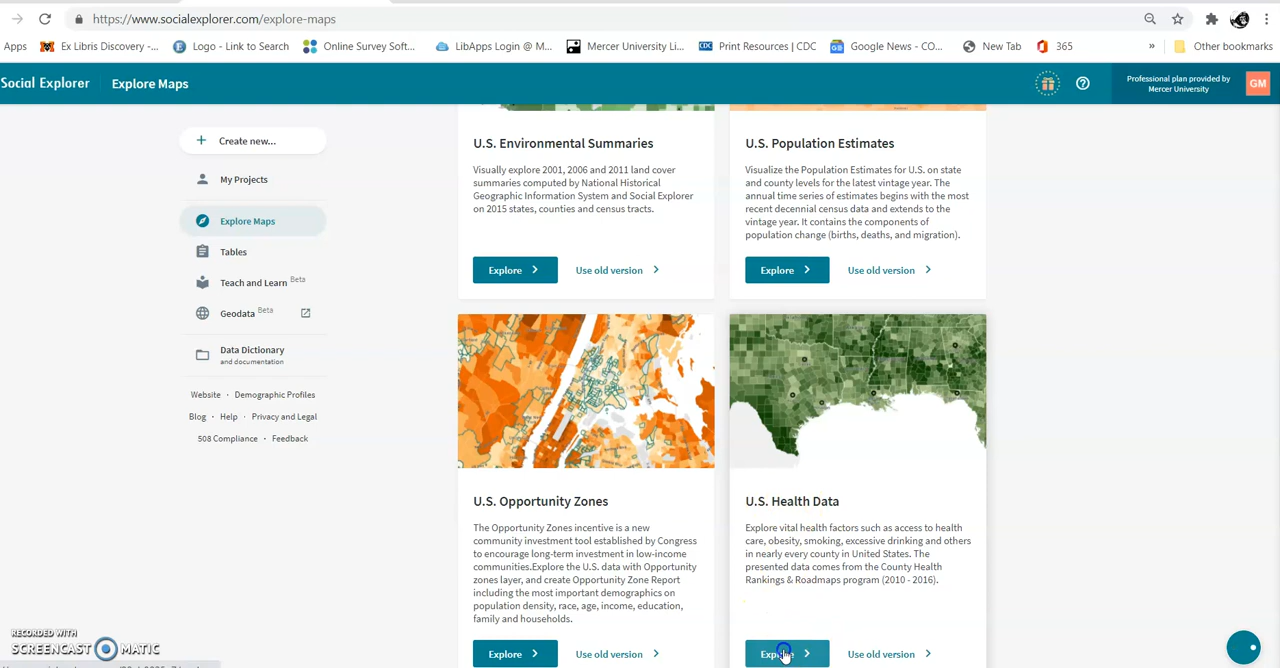 https://www.socialexplorer.com/explore-maps
Apps
Ex Libris Discovery -...
Logo - Link to Search
Online Survey Soft...
LibApps Login @ M...
Mercer University Li...
CDC
Print Resources | CDC
Google News - CO...
New Tab
365
»
Other bookmarks
Social Explorer
Explore Maps
Professional plan provided by
Mercer University
GM
+ Create new...
My Projects
Explore Maps
Tables
Teach and Learn Beta
Geodata Beta
Data Dictionary
and documentation
Website · Demographic Profiles
Blog · Help · Privacy and Legal
508 Compliance · Feedback
U.S. Environmental Summaries
Visually explore 2001, 2006 and 2011 land cover
summaries computed by National Historical
Geographic Information System and Social Explorer
on 2015 states, counties and census tracts.
Explore
Use old version
U.S. Population Estimates
Visualize the Population Estimates for U.S. on state
and county levels for the latest vintage year. The
annual time series of estimates begins with the most
recent decennial census data and extends to the
vintage year. It contains the components of
population change (births, deaths, and migration).
Explore
Use old version
U.S. Opportunity Zones
The Opportunity Zones incentive is a new
community investment tool established by Congress
to encourage long-term investment in low-income
communities.Explore the U.S. data with Opportunity
zones layer, and create Opportunity Zone Report
including the most important demographics on
population density, race, age, income, education,
family and households.
Explore
Use old version
U.S. Health Data
Explore vital health factors such as access to health
care, obesity, smoking, excessive drinking and others
in nearly every county in United States. The
presented data comes from the County Health
Rankings & Roadmaps program (2010 - 2016).
Explore
Use old version
RECORDED WITH
SCREENCAST MATIC